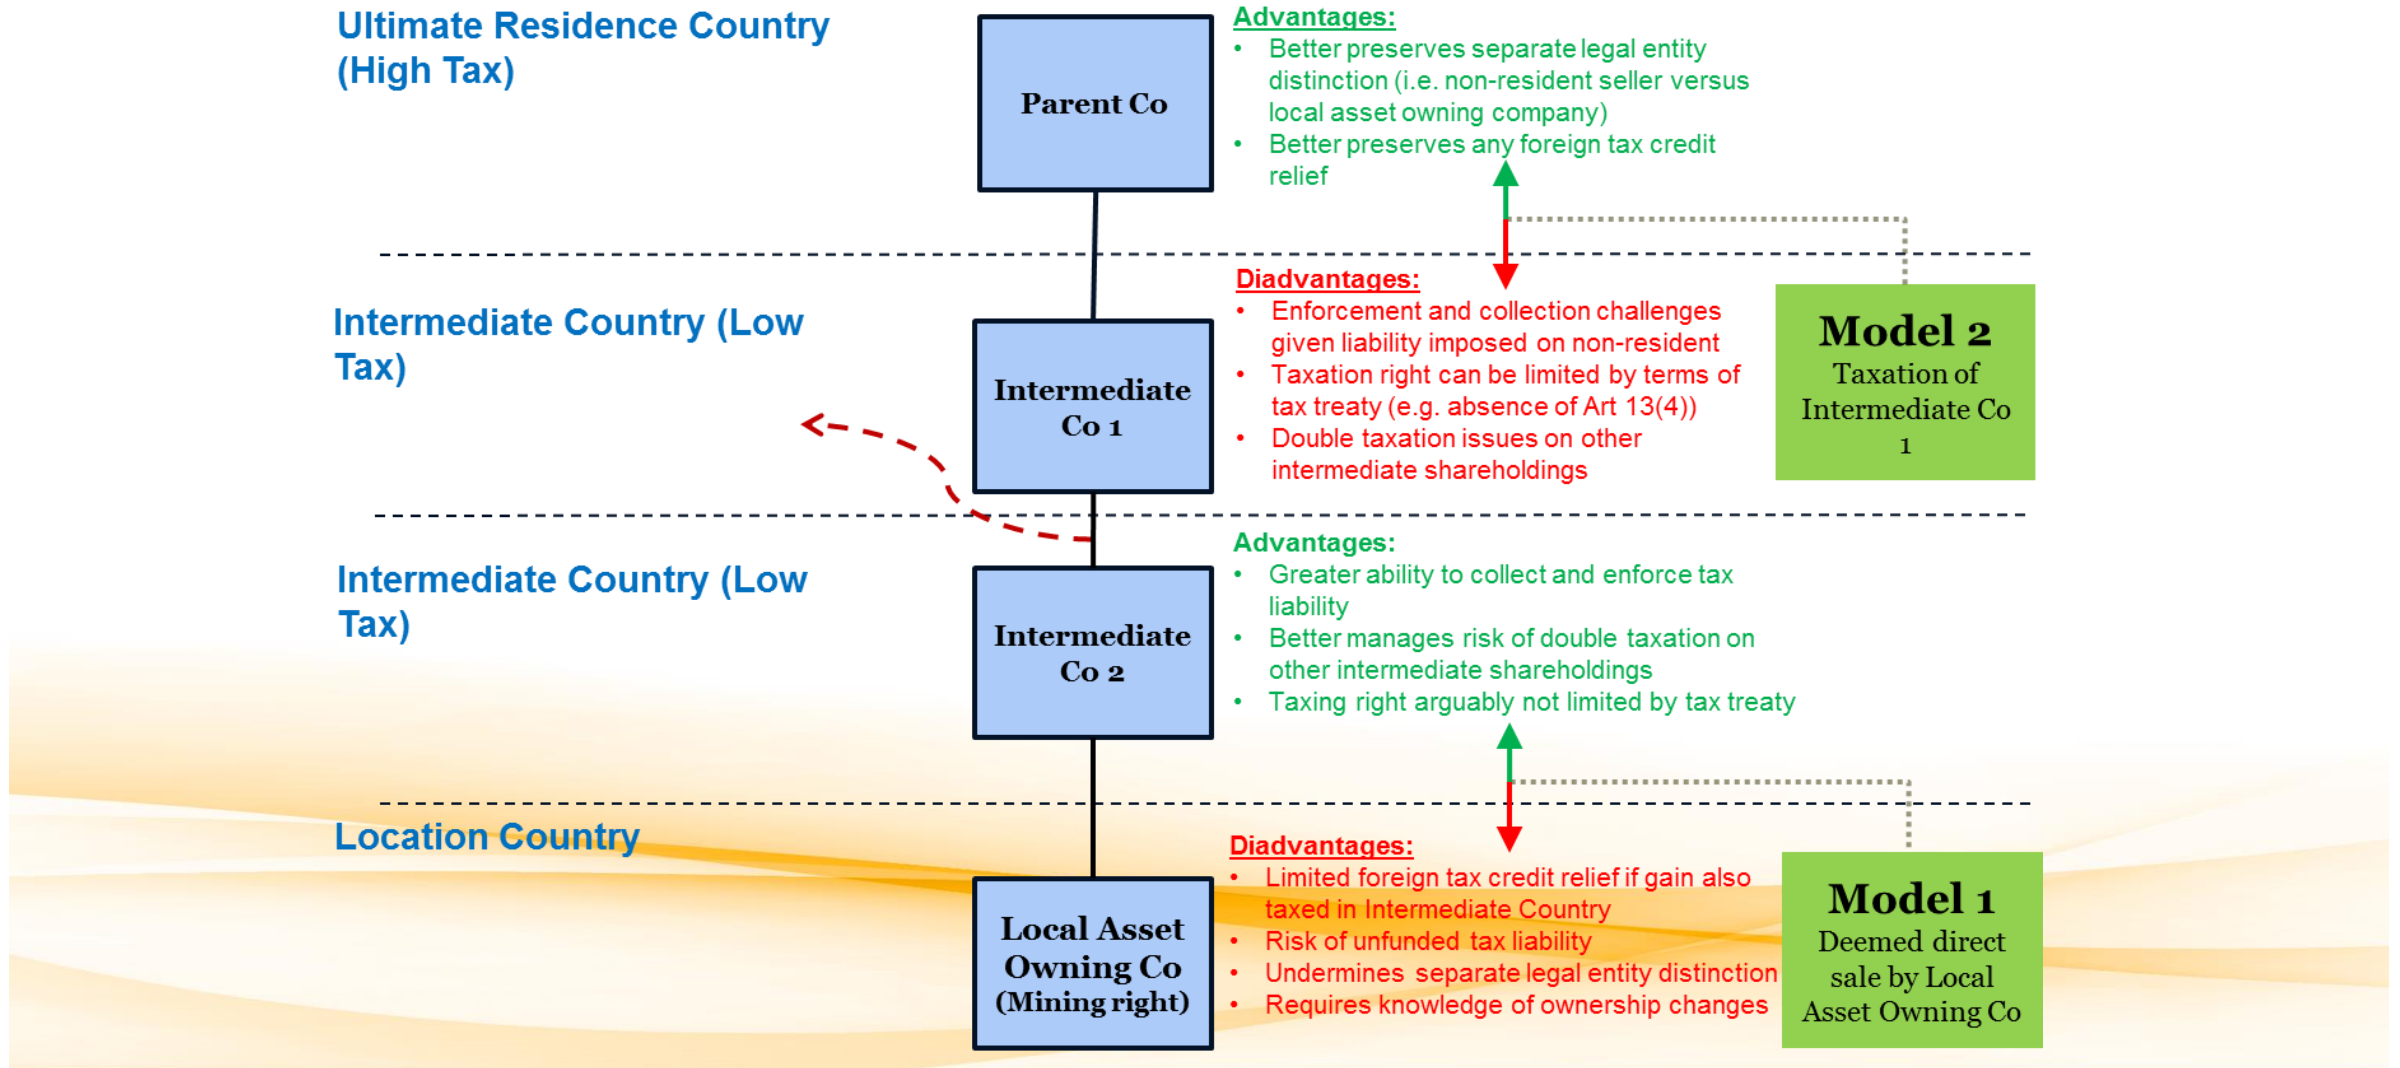 Ultimate Residence Country
(High Tax)
Parent Co
Advantages:
• Better preserves separate legal entity
distinction (i.e. non-resident seller versus
local asset owning company)
• Better preserves any foreign tax credit
relief
Intermediate Country (Low
Tax)
Intermediate
Co 1
Diadvantages:
• Enforcement and collection challenges
given liability imposed on non-resident
• Taxation right can be limited by terms of
tax treaty (e.g. absence of Art 13(4))
• Double taxation issues on other
intermediate shareholdings
Model 2
Taxation of
Intermediate Co
1
Intermediate Country (Low
Tax)
Intermediate
Co 2
Advantages:
• Greater ability to collect and enforce tax
liability
• Better manages risk of double taxation on
other intermediate shareholdings
• Taxing right arguably not limited by tax treaty
Location Country
Local Asset
Owning Co
(Mining right)
Diadvantages:
• Limited foreign tax credit relief if gain also
taxed in Intermediate Country
• Risk of unfunded tax liability
• Undermines separate legal entity distinction
• Requires knowledge of ownership changes
Model 1
Deemed direct
sale by Local
Asset Owning Co